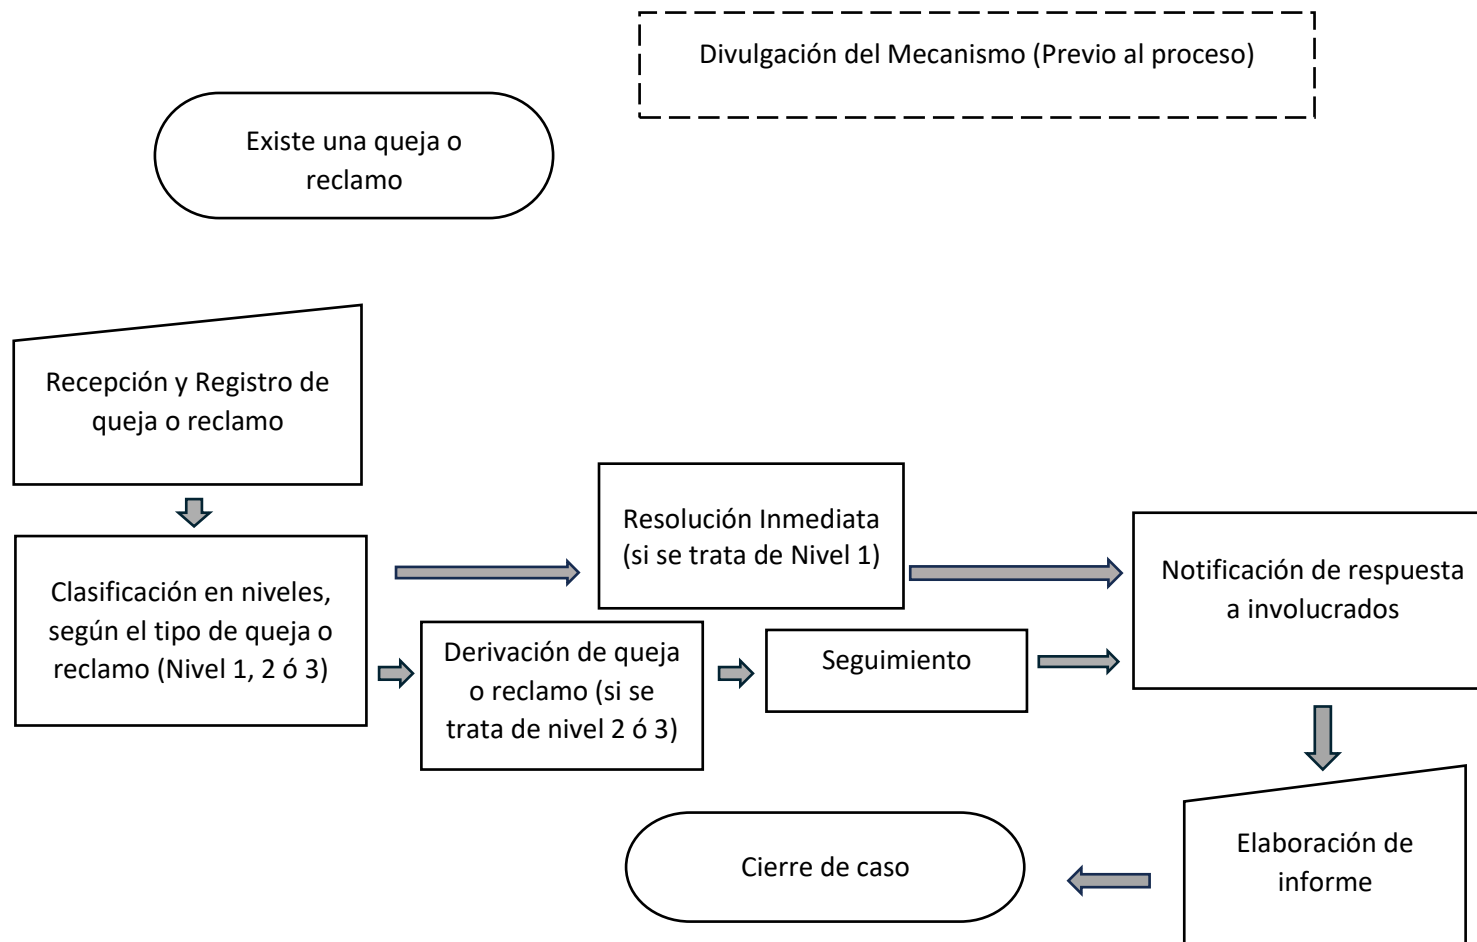 Divulgación del Mecanismo (Previo al proceso)
Existe una queja o
reclamo
Recepción y Registro de
queja o reclamo
Clasificación en niveles,
según el tipo de queja o
reclamo (Nivel 1, 2 ó 3)
Resolución Inmediata
(si se trata de Nivel 1)
Derivación de queja
o reclamo (si se
trata de nivel 2 ó 3)
Seguimiento
Notificación de respuesta
a involucrados
Elaboración de
informe
Cierre de caso